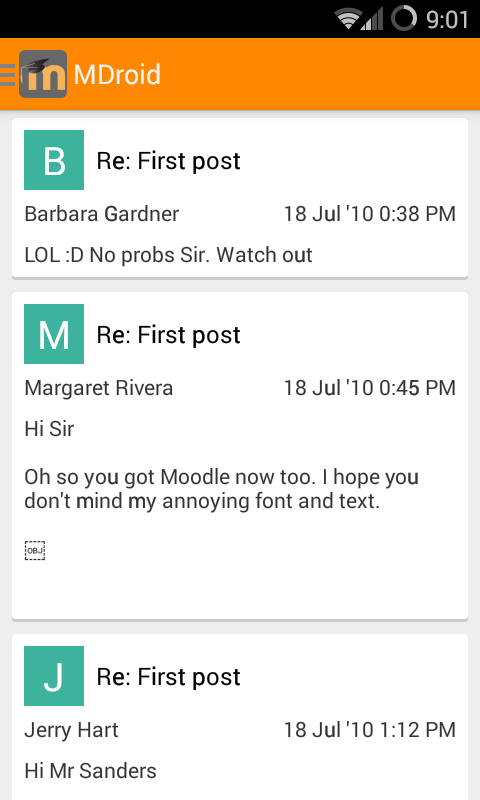 9:01
m MDroid
B Re: First post
Barbara Gardner 18 Jul '10 0:38 PM
LOL :D No probs Sir. Watch out
M Re: First post
Margaret Rivera 18 Jul '10 0:45 PM
Hi Sir
Oh so you got Moodle now too. I hope you
don't mind my annoying font and text.
OBJ
J Re: First post
Jerry Hart 18 Jul '10 1:12 PM
Hi Mr Sanders